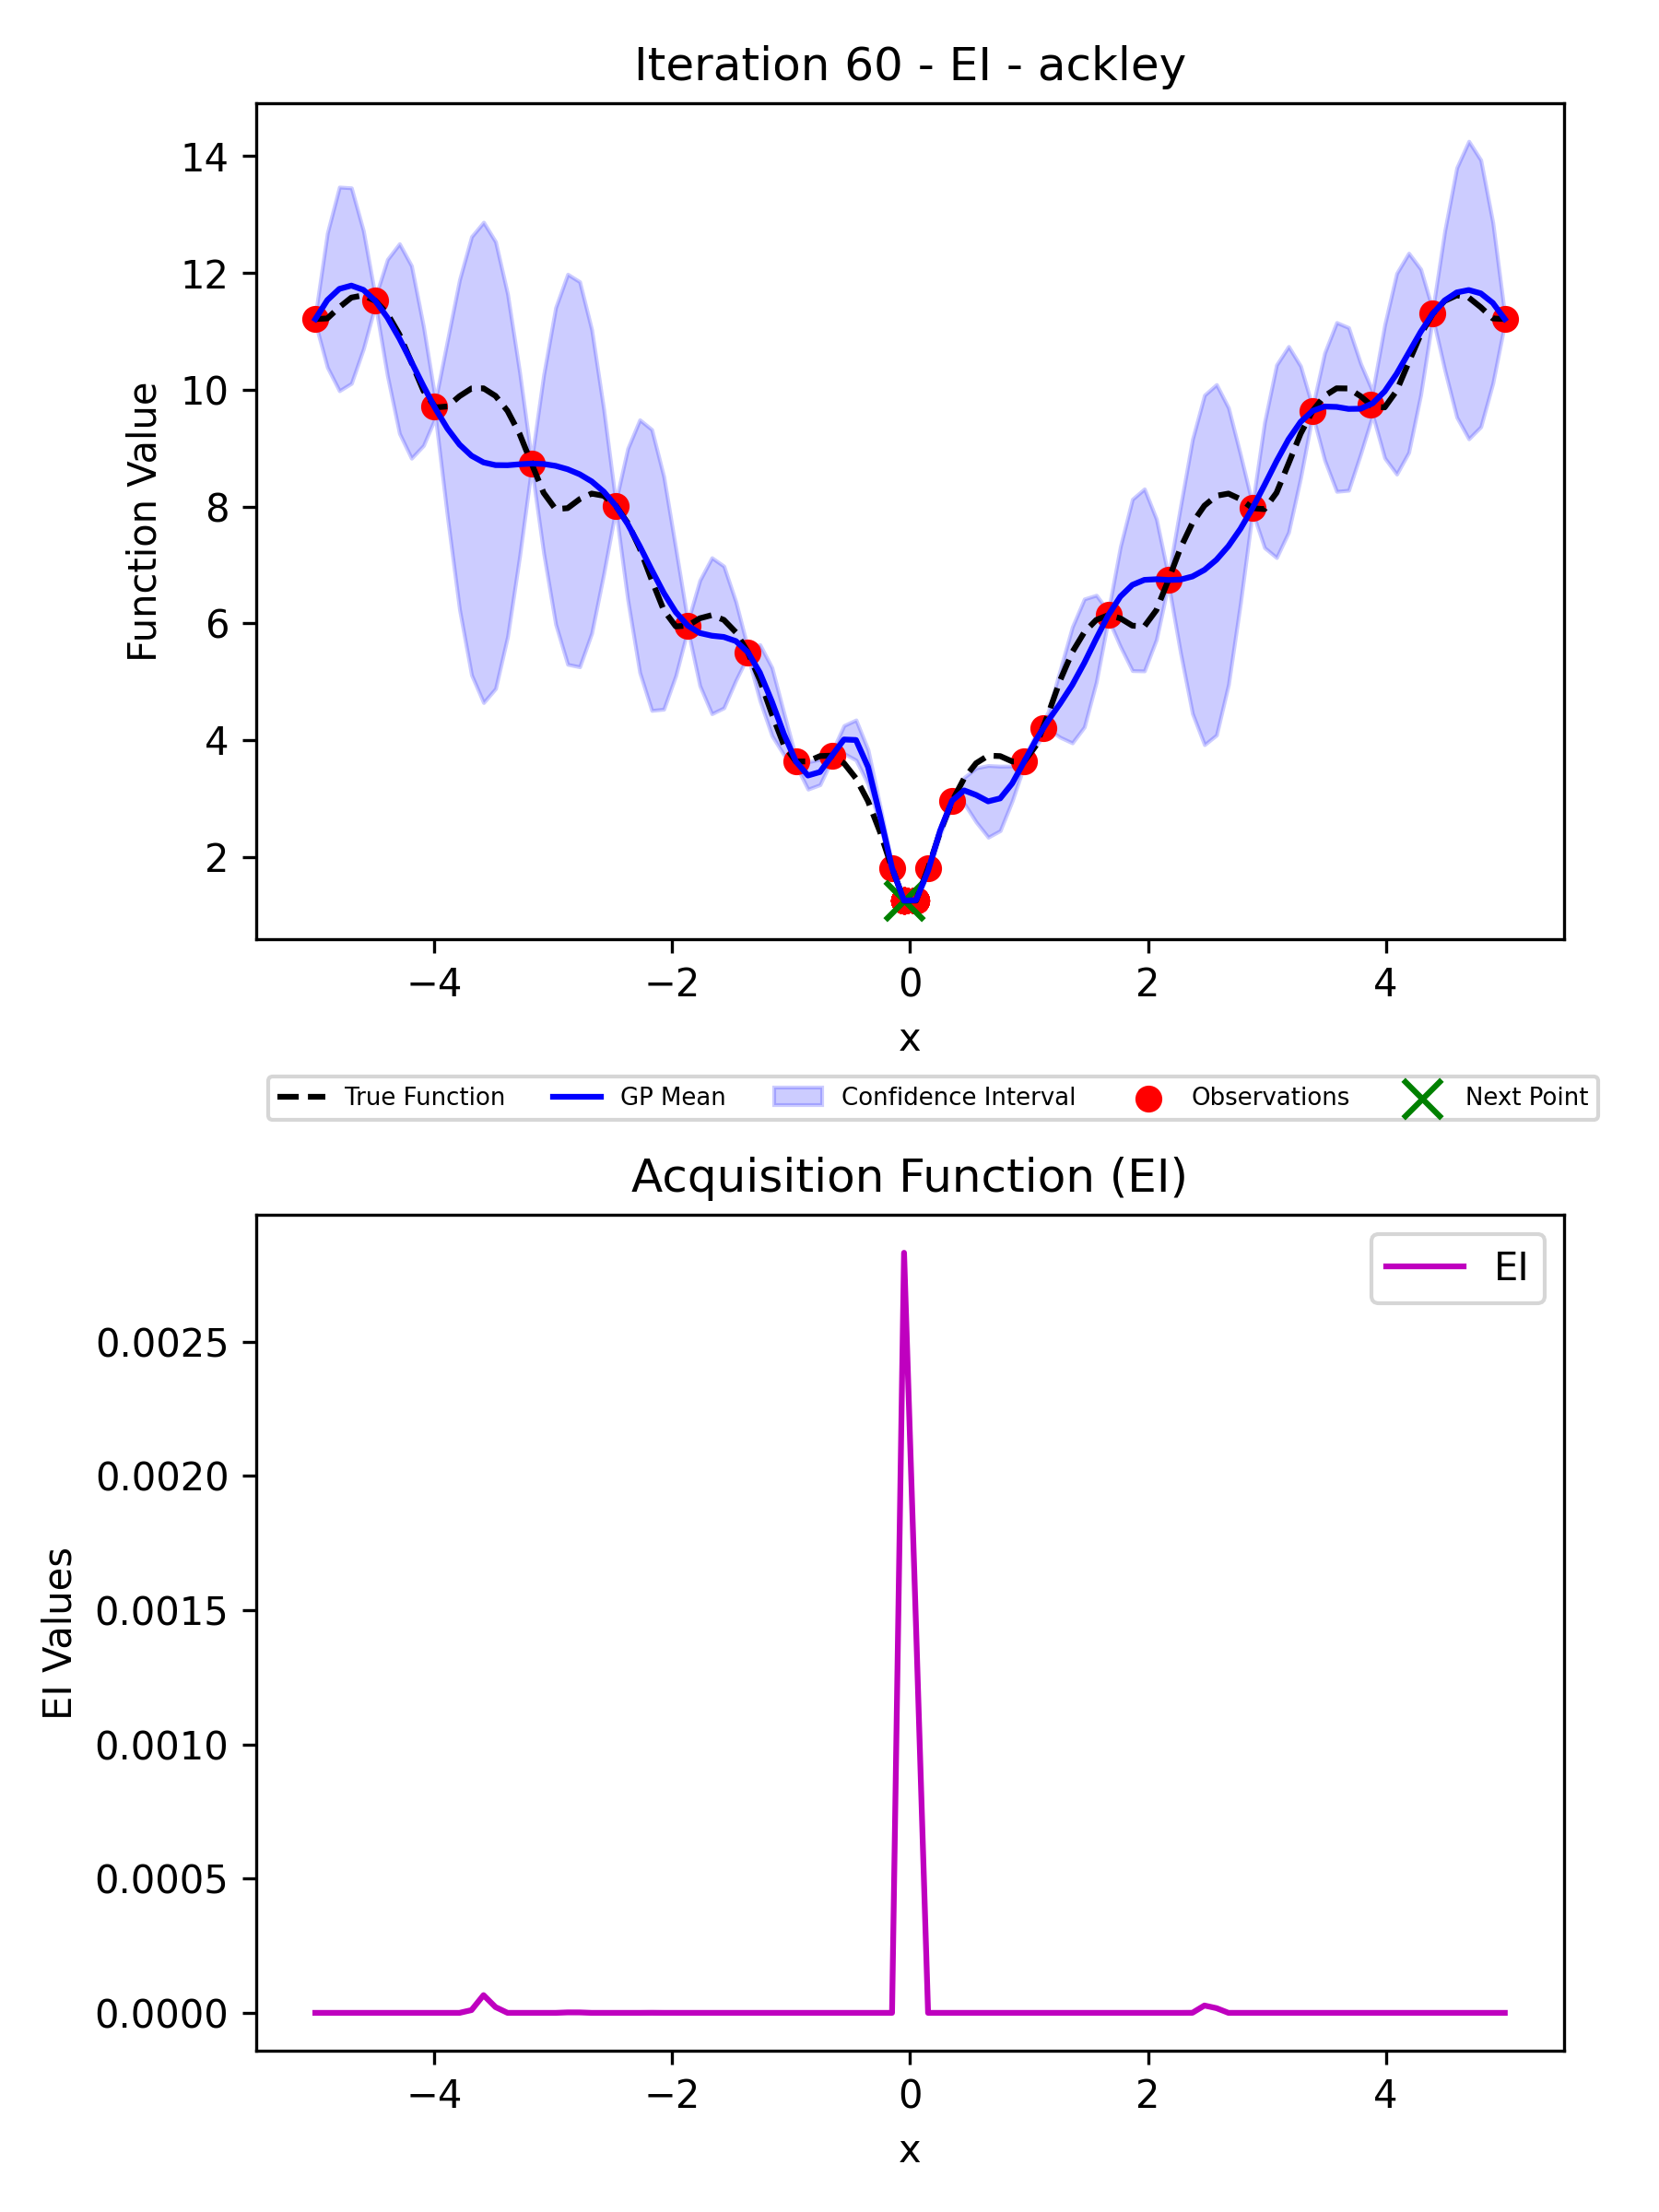 Iteration 60 - EI - ackley
14
12
10
8
6
4
2
Function Value
−4 −2 0 2 4
x
True Function GP Mean Confidence Interval Observations Next Point
Acquisition Function (EI)
EI
0.0025
0.0020
0.0015
0.0010
0.0005
0.0000
EI Values
−4 −2 0 2 4
x